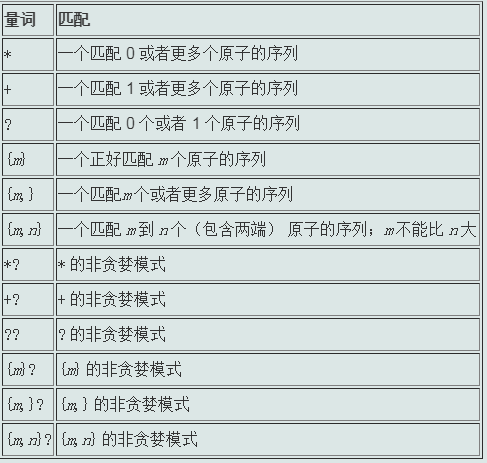 量词 匹配
* 一个匹配 0 或者更多个原子的序列
+ 一个匹配 1 或者更多个原子的序列
? 一个匹配 0 个或者 1 个原子的序列
{m} 一个正好匹配 m 个原子的序列
{m,} 一个匹配 m 个或者更多原子的序列
{m,n} 一个匹配 m 到 n 个（包含两端） 原子的序列；m 不能比 n 大
*? * 的非贪婪模式
+? + 的非贪婪模式
?? ? 的非贪婪模式
{m}? {m} 的非贪婪模式
{m,}? {m,} 的非贪婪模式
{m,n}? {m,n} 的非贪婪模式